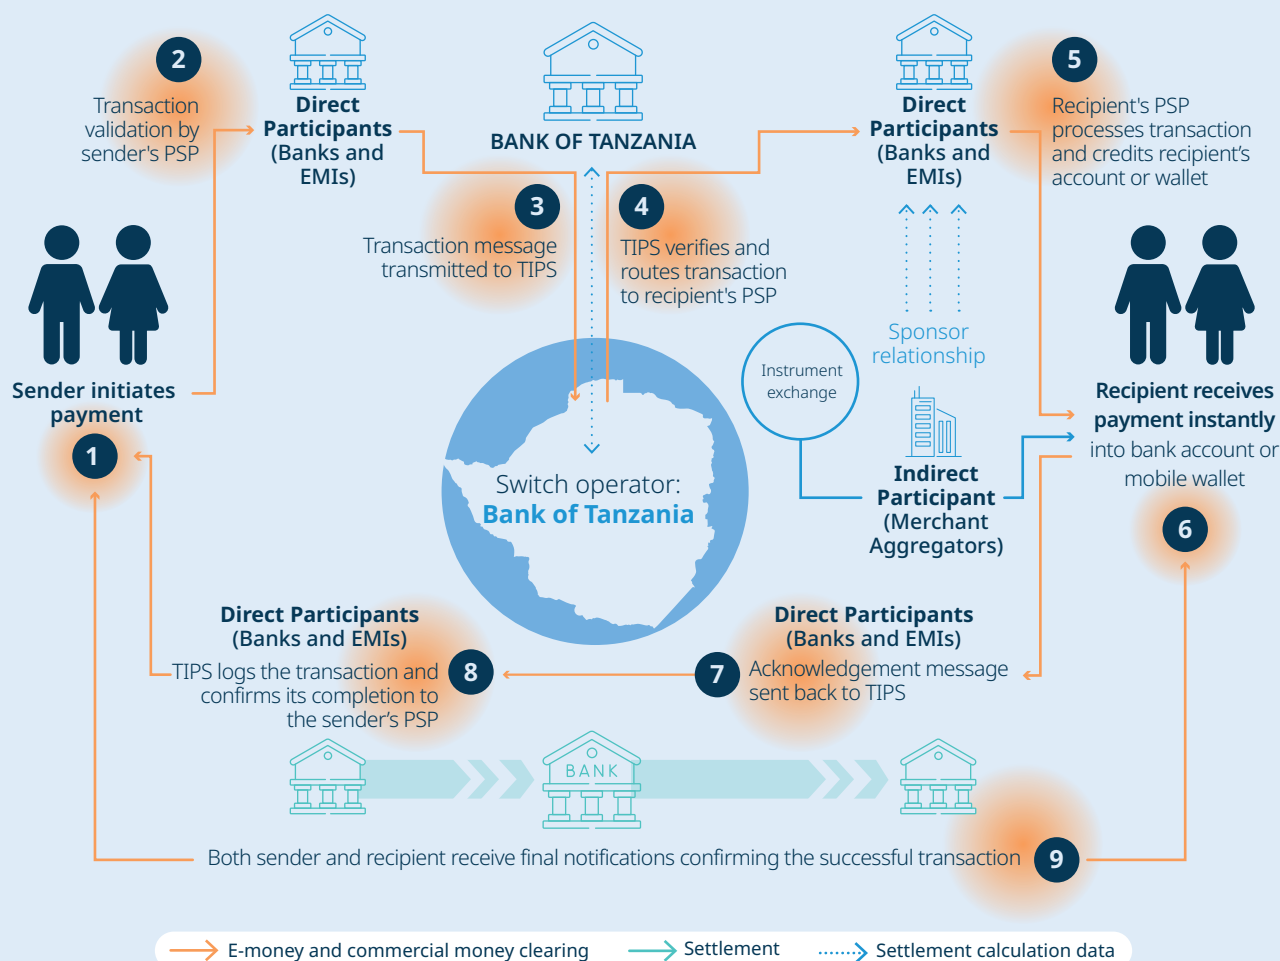 2
Transaction
validation by
sender's PSP
Direct
Participants
(Banks and
EMIs)
BANK OF TANZANIA
Direct
Participants
(Banks and
EMIs)
5
Recipient's PSP
processes transaction
and credits recipient’s
account or wallet
3
Transaction message
transmitted to TIPS
4
TIPS verifies and
routes transaction
to recipient's PSP
Sender initiates
payment
1
Instrument
exchange
Sponsor
relationship
Indirect
Participant
(Merchant
Aggregators)
Recipient receives
payment instantly
into bank account or
mobile wallet
6
Switch operator:
Bank of Tanzania
Direct Participants
(Banks and EMIs)
TIPS logs the transaction and
confirms its completion to
the sender’s PSP
8
Direct Participants
(Banks and EMIs)
7
Acknowledgement message
sent back to TIPS
BANK
Both sender and recipient receive final notifications confirming the successful transaction
9
E-money and commercial money clearing
Settlement
Settlement calculation data